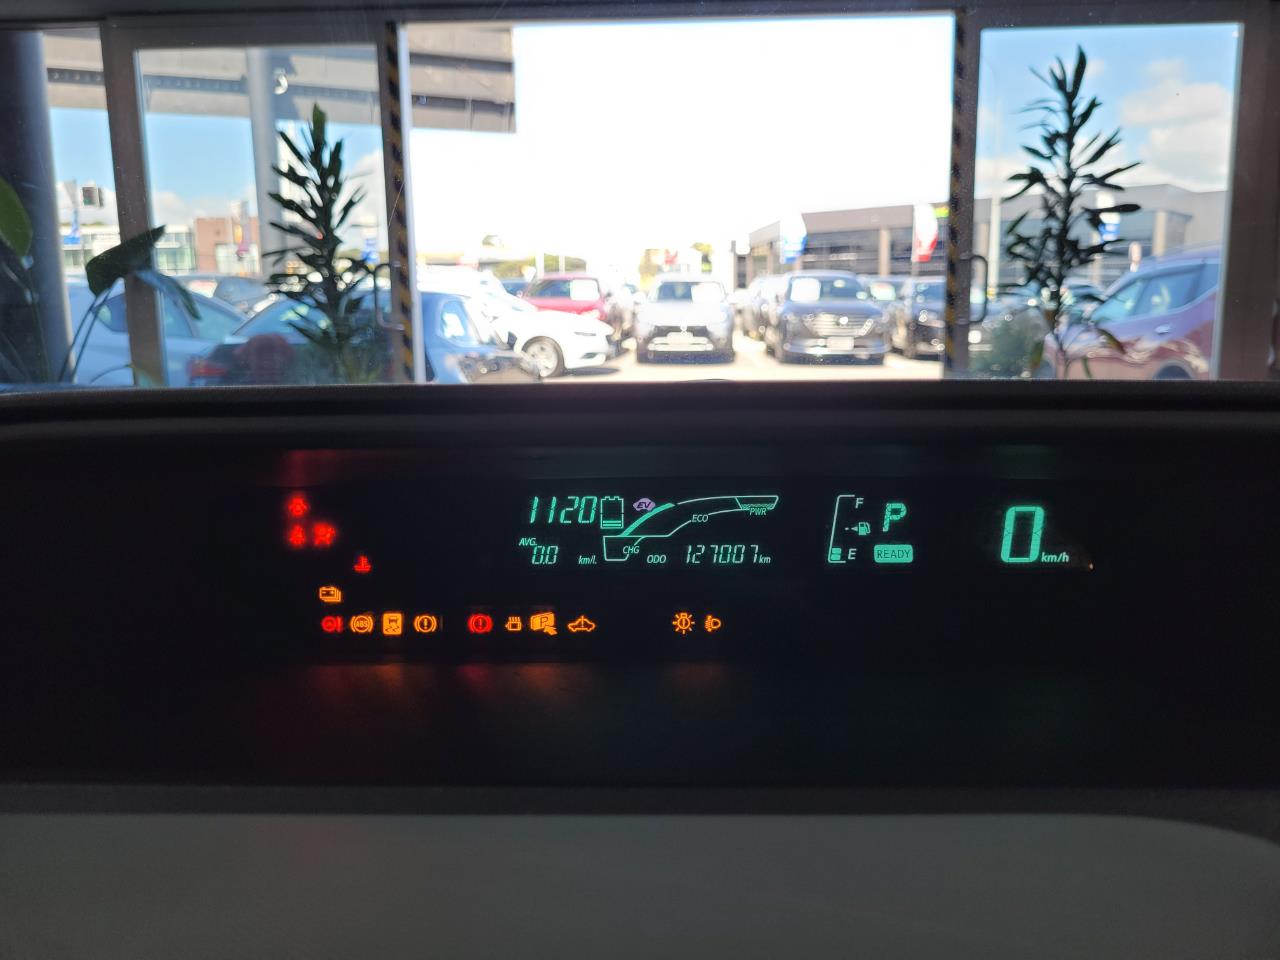 1120 EV ECO PWR
AVG. 0.0 km/L CHG ODO 127007 km
F
E
P
READY
0 km/h
ABS
P